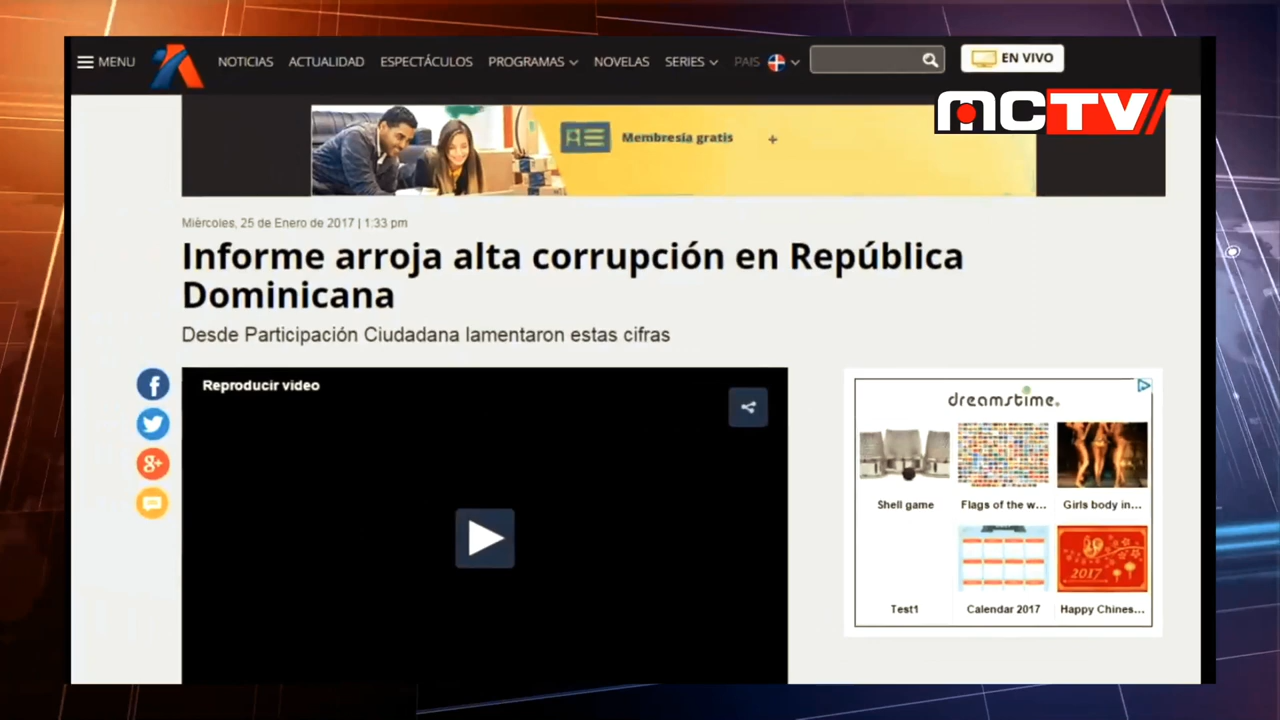 MENU
NOTICIAS
ACTUALIDAD
ESPECTÁCULOS
PROGRAMAS
NOVELAS
SERIES
PAIS
EN VIVO
MCTV
Membresía gratis +
Miércoles, 25 de Enero de 2017 | 1:33 pm
Informe arroja alta corrupción en República
Dominicana
Desde Participación Ciudadana lamentaron estas cifras
Reproducir video
f
g+
dreamstime.
Shell game
Flags of the w...
Girls body in...
2017
Test1
Calendar 2017
Happy Chines...